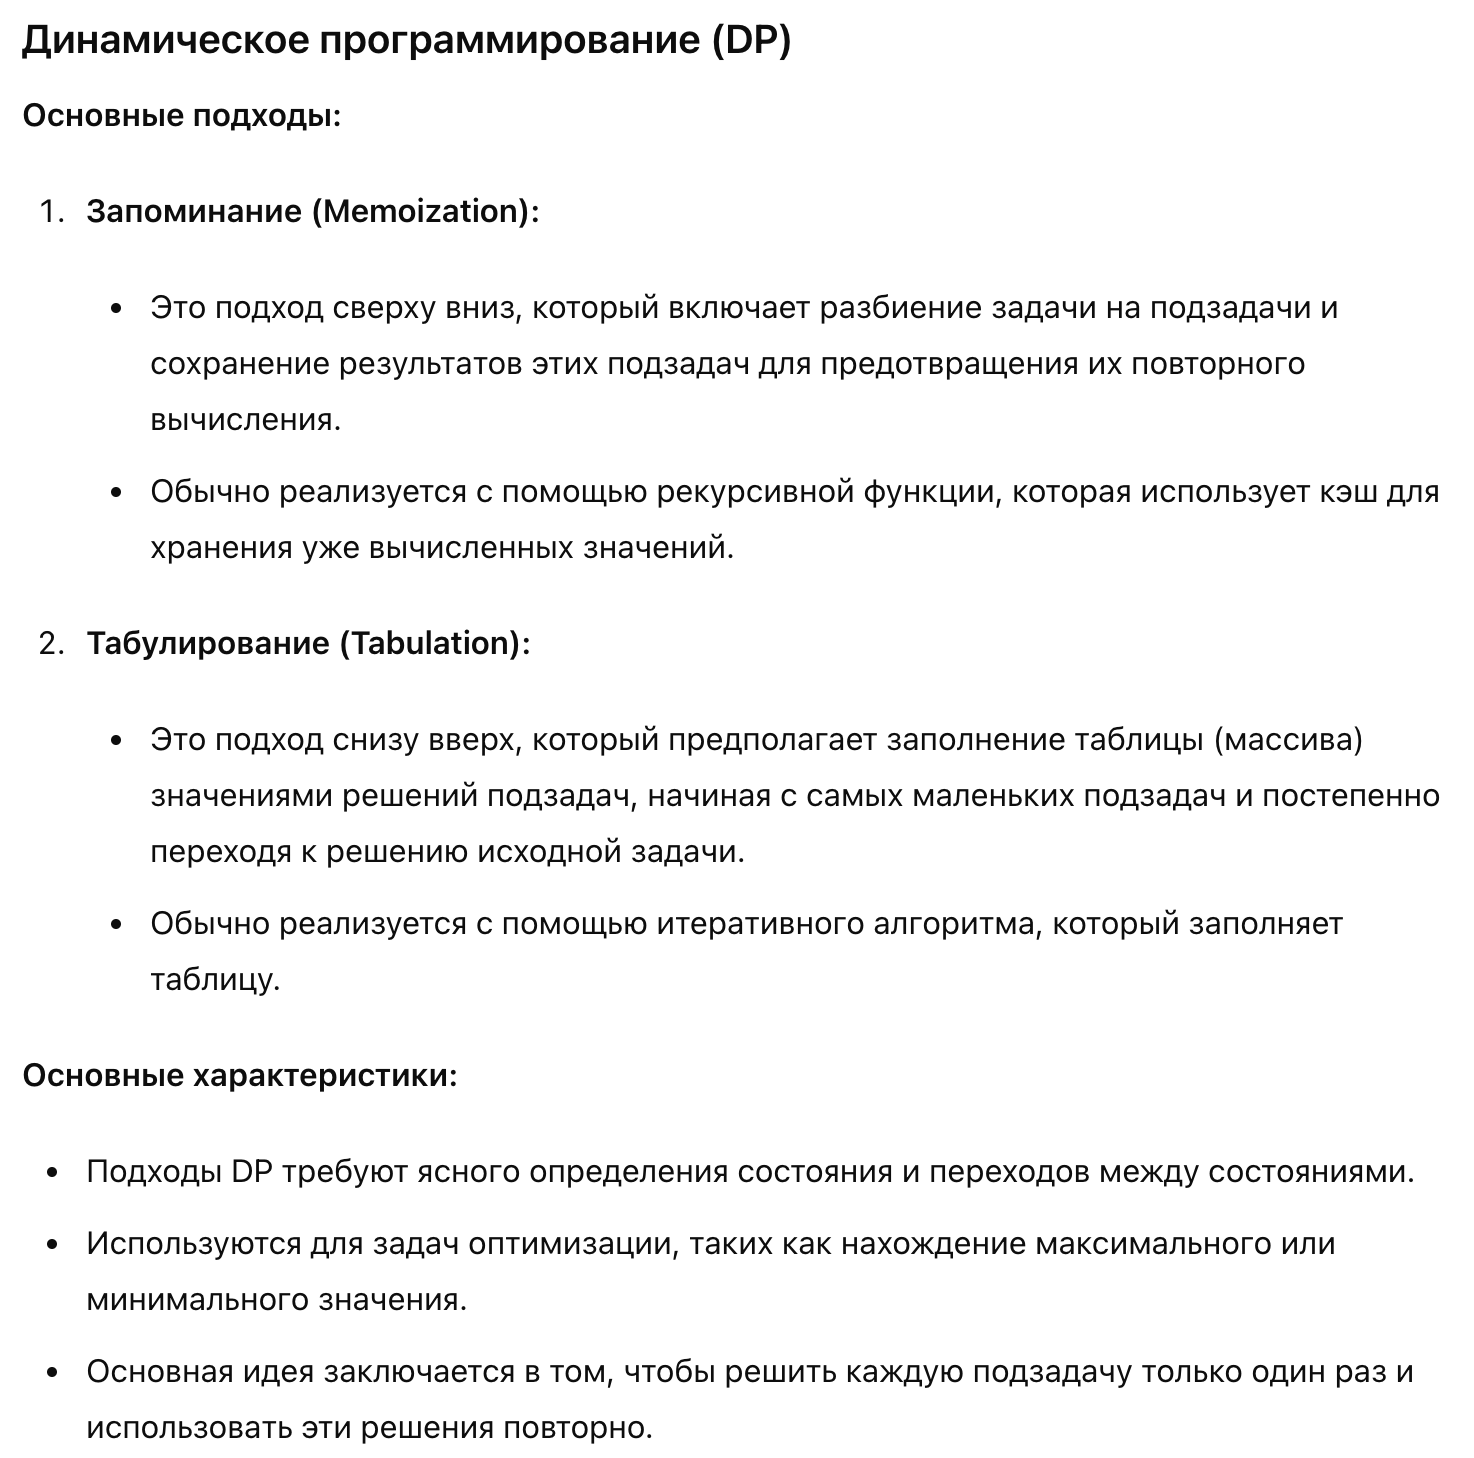 Динамическое программирование (DP)
Основные подходы:
1. Запоминание (Memoization):
• Это подход сверху вниз, который включает разбиение задачи на подзадачи и
сохранение результатов этих подзадач для предотвращения их повторного
вычисления.
• Обычно реализуется с помощью рекурсивной функции, которая использует кэш для
хранения уже вычисленных значений.
2. Табулирование (Tabulation):
• Это подход снизу вверх, который предполагает заполнение таблицы (массива)
значениями решений подзадач, начиная с самых маленьких подзадач и постепенно
переходя к решению исходной задачи.
• Обычно реализуется с помощью итеративного алгоритма, который заполняет
таблицу.
Основные характеристики:
• Подходы DP требуют ясного определения состояния и переходов между состояниями.
• Используются для задач оптимизации, таких как нахождение максимального или
минимального значения.
• Основная идея заключается в том, чтобы решить каждую подзадачу только один раз и
использовать эти решения повторно.